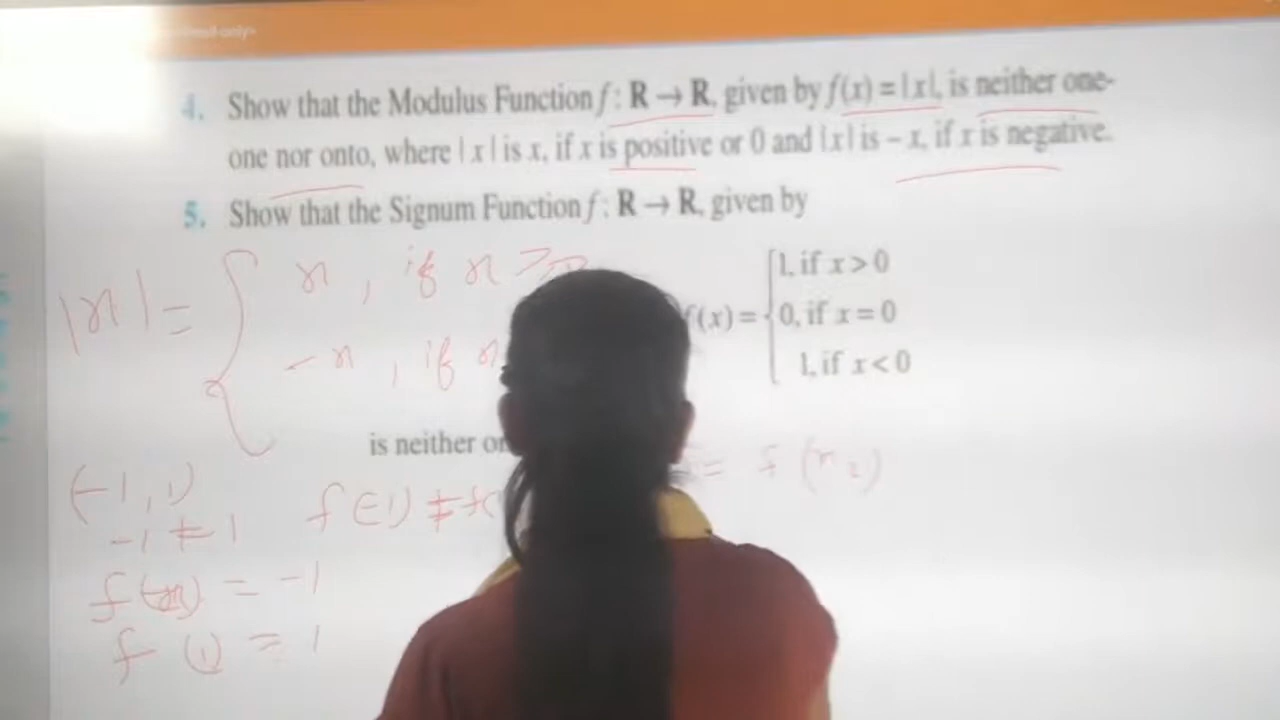 4. Show that the Modulus Function f : R → R, given by f(x) = |x|, is neither one-
one nor onto, where |x| is x, if x is positive or 0 and |x| is – x, if x is negative.
5. Show that the Signum Function f : R → R, given by
|x| = { x , if x
- x , if x
f(x) = { 1, if x > 0
0, if x = 0
1, if x < 0
is neither
(-1, 1)
-1 ≠ 1 f(-1) ≠ = f(x2)
= -1
f(1) = 1